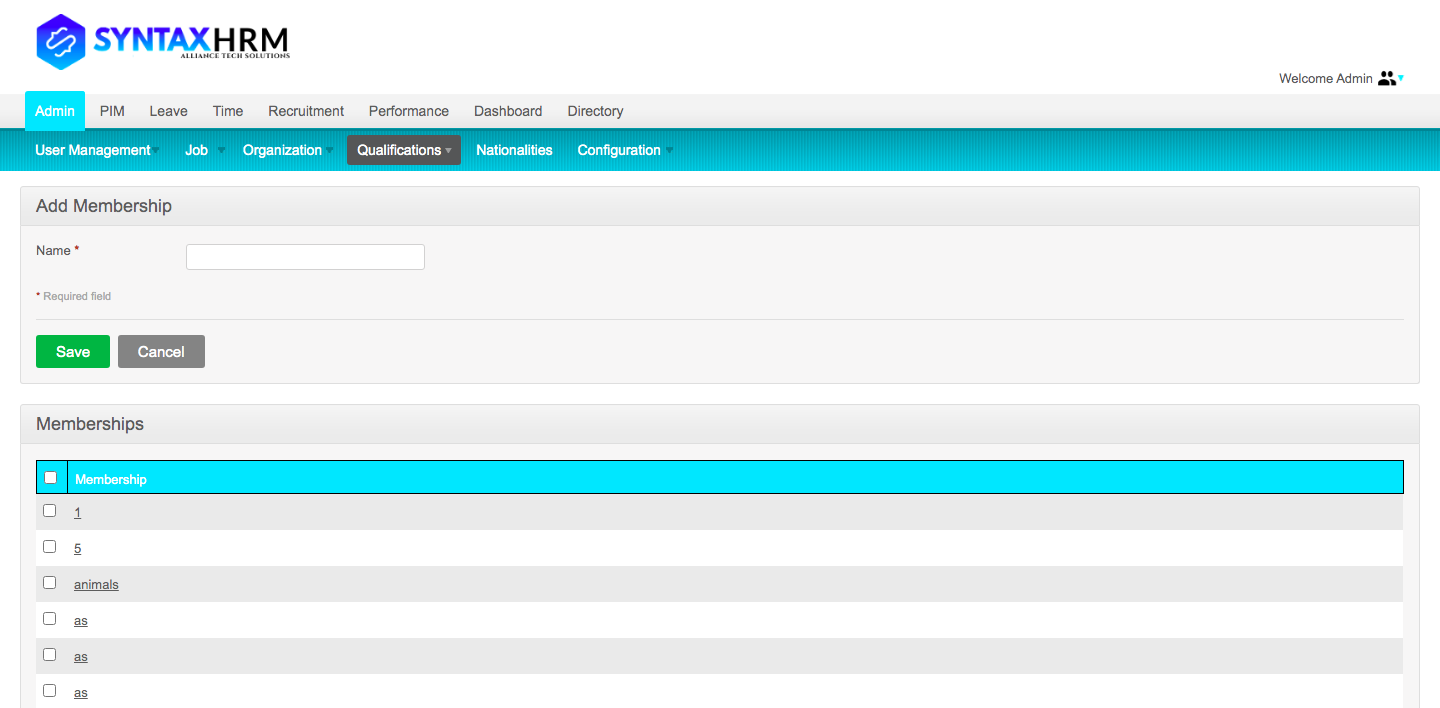 SYNTAXHRM
ALLIANCE TECH SOLUTIONS
Welcome Admin
Admin PIM Leave Time Recruitment Performance Dashboard Directory
User Management Job Organization Qualifications Nationalities Configuration
Add Membership
Name *
* Required field
Save Cancel
Memberships
Membership
1
5
animals
as
as
as